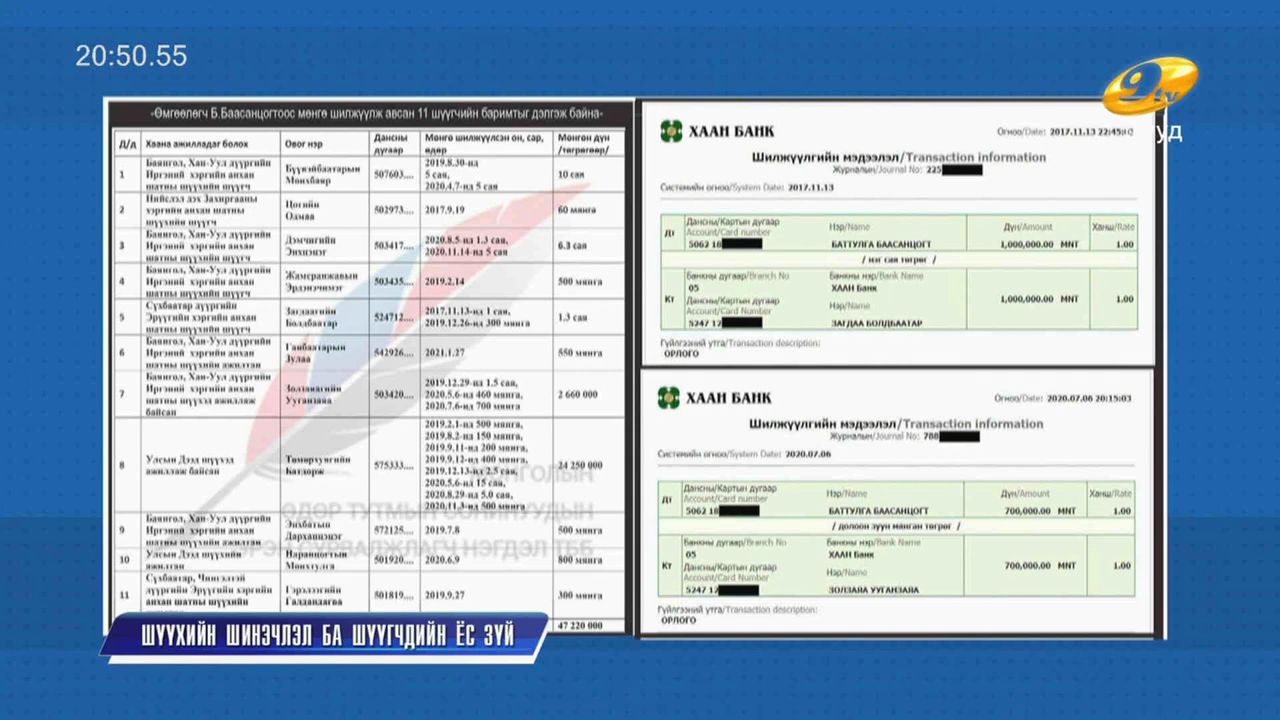 20:50.55
9tv
УД
«Өмгөөлөгч Б.Баасанцогтоос мөнгө шилжүүлж авсан 11 шүүгчийн баримтыг дэлгэж байна»
Д/д Хаана ажилладаг болох Овог нэр Дансны дугаар Мөнгө шилжүүлсэн он, сар, өдөр Мөнгөн дүн /төгрөгөөр/
1 Баянгол, Хан-Уул дүүргийн Иргэний хэргийн анхан шатны шүүхийн шүүгч Бүүвэйбаатарын Мөнхбаяр 507603.... 2019.8.30-нд 5 сая, 2020.4.7-нд 5 сая 10 сая
2 Нийслэл дэх Захиргааны хэргийн анхан шатны шүүхийн шүүгч Цогийн Одмаа 502973.... 2017.9.19 60 мянга
3 Баянгол, Хан-Уул дүүргийн Иргэний хэргийн анхан шатны шүүхийн шүүгч Дэмчигийн Энхцэцэг 503417.... 2020.8.5-нд 1.3 сая, 2020.11.14-нд 5 сая 6.3 сая
4 Баянгол, Хан-Уул дүүргийн Иргэний хэргийн анхан шатны шүүхийн шүүгч Жамсранжавын Эрдэнэчимэг 503435.... 2019.2.14 500 мянга
5 Сүхбаатар дүүргийн Эрүүгийн хэргийн анхан шатны шүүхийн шүүгч Загдаагийн Болдбаатар 524712.... 2017.11.13-нд 1 сая, 2019.12.26-нд 300 мянга 1.3 сая
6 Баянгол, Хан-Уул дүүргийн Иргэний хэргийн анхан шатны шүүхийн ажилтан Ганбаатарын Зулаа 542926.... 2021.1.27 550 мянга
7 Баянгол, Хан-Уул дүүргийн Иргэний хэргийн анхан шатны шүүхэд ажиллаж байсан Золзаяагийн Ууганзаяа 503420.... 2019.12.29-нд 1.5 сая, 2020.5.6-нд 460 мянга, 2020.7.6-нд 700 мянга 2 660 000
8 Улсын Дээд шүүхэд ажиллаж байсан Төмөрхуягийн Батдорж 575333.... 2019.2.1-нд 500 мянга, 2019.8.2-нд 150 мянга, 2019.9.11-нд 200 мянга, 2019.9.12-нд 400 мянга, 2019.12.13-нд 2.5 сая, 2020.5.6-нд 15 сая, 2020.8.29-нд 5.0 сая, 2020.11.3-нд 500 мянга 24 250 000
9 Баянгол, Хан-Уул дүүргийн Иргэний хэргийн анхан шатны шүүхийн ажилтан Энхбатын Дарханцэцэг 572125.... 2019.7.8 500 мянга
10 Улсын Дээд шүүхийн ажилтан Наранцогтын Мөнхтулга 501920.... 2020.6.9 800 мянга
11 Сүхбаатар, Чингэлтэй дүүргийн Эрүүгийн хэргийн анхан шатны шүүхийн Гэрэлээгийн Галдандагва 501819.... 2019.9.27 300 мянга
47 220 000
ӨДӨР ТУТМЫН СОНИНУУДЫН
НЭГДЭЛ ТББ
ХААН БАНК
Огноо/Date: 2017.11.13 22:45:02
Шилжүүлгийн мэдээлэл/Transaction information
Журналын/Journal No: 225
Системийн огноо/System Date: 2017.11.13
Дт Дансны/Картын дугаар Нэр/Name Дүн/Amount Ханш/Rate
Account/Card number
5062 18 БАТТУЛГА БААСАНЦОГТ 1,000,000.00 MNT 1.00
/ нэг сая төгрөг /
Кт Банкны дугаар/Branch No Банкны нэр/Bank Name
05 ХААН Банк
Дансны/Картын дугаар 1,000,000.00 MNT 1.00
Account/Card Number Нэр/Name
5247 12 ЗАГДАА БОЛДБААТАР
Гүйлгээний утга/Transaction description:
ОРЛОГО
ХААН БАНК
Огноо/Date: 2020.07.06 20:15:03
Шилжүүлгийн мэдээлэл/Transaction information
Журналын/Journal No: 788
Системийн огноо/System Date: 2020.07.06
Дт Дансны/Картын дугаар Нэр/Name Дүн/Amount Ханш/Rate
Account/Card number
5062 18 БАТТУЛГА БААСАНЦОГТ 700,000.00 MNT 1.00
/ долоон зуун мянган төгрөг /
Кт Банкны дугаар/Branch No Банкны нэр/Bank Name
05 ХААН Банк
Дансны/Картын дугаар 700,000.00 MNT 1.00
Account/Card Number Нэр/Name
5247 12 ЗОЛЗАЯА УУГАНЗАЯА
Гүйлгээний утга/Transaction description:
ОРЛОГО
ШҮҮХИЙН ШИНЭЧЛЭЛ БА ШҮҮГЧДИЙН ЁС ЗҮЙ